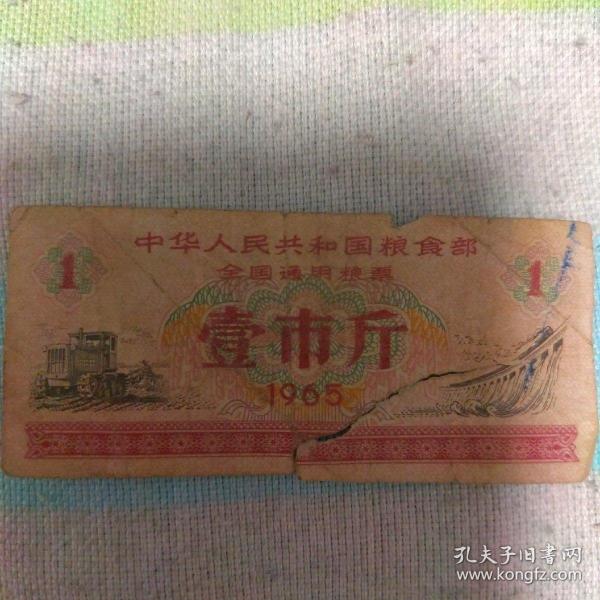 中华人民共和国粮食部
全国通用粮票
1
1
壹市斤
1965
孔夫子旧书网
www.kongfz.com